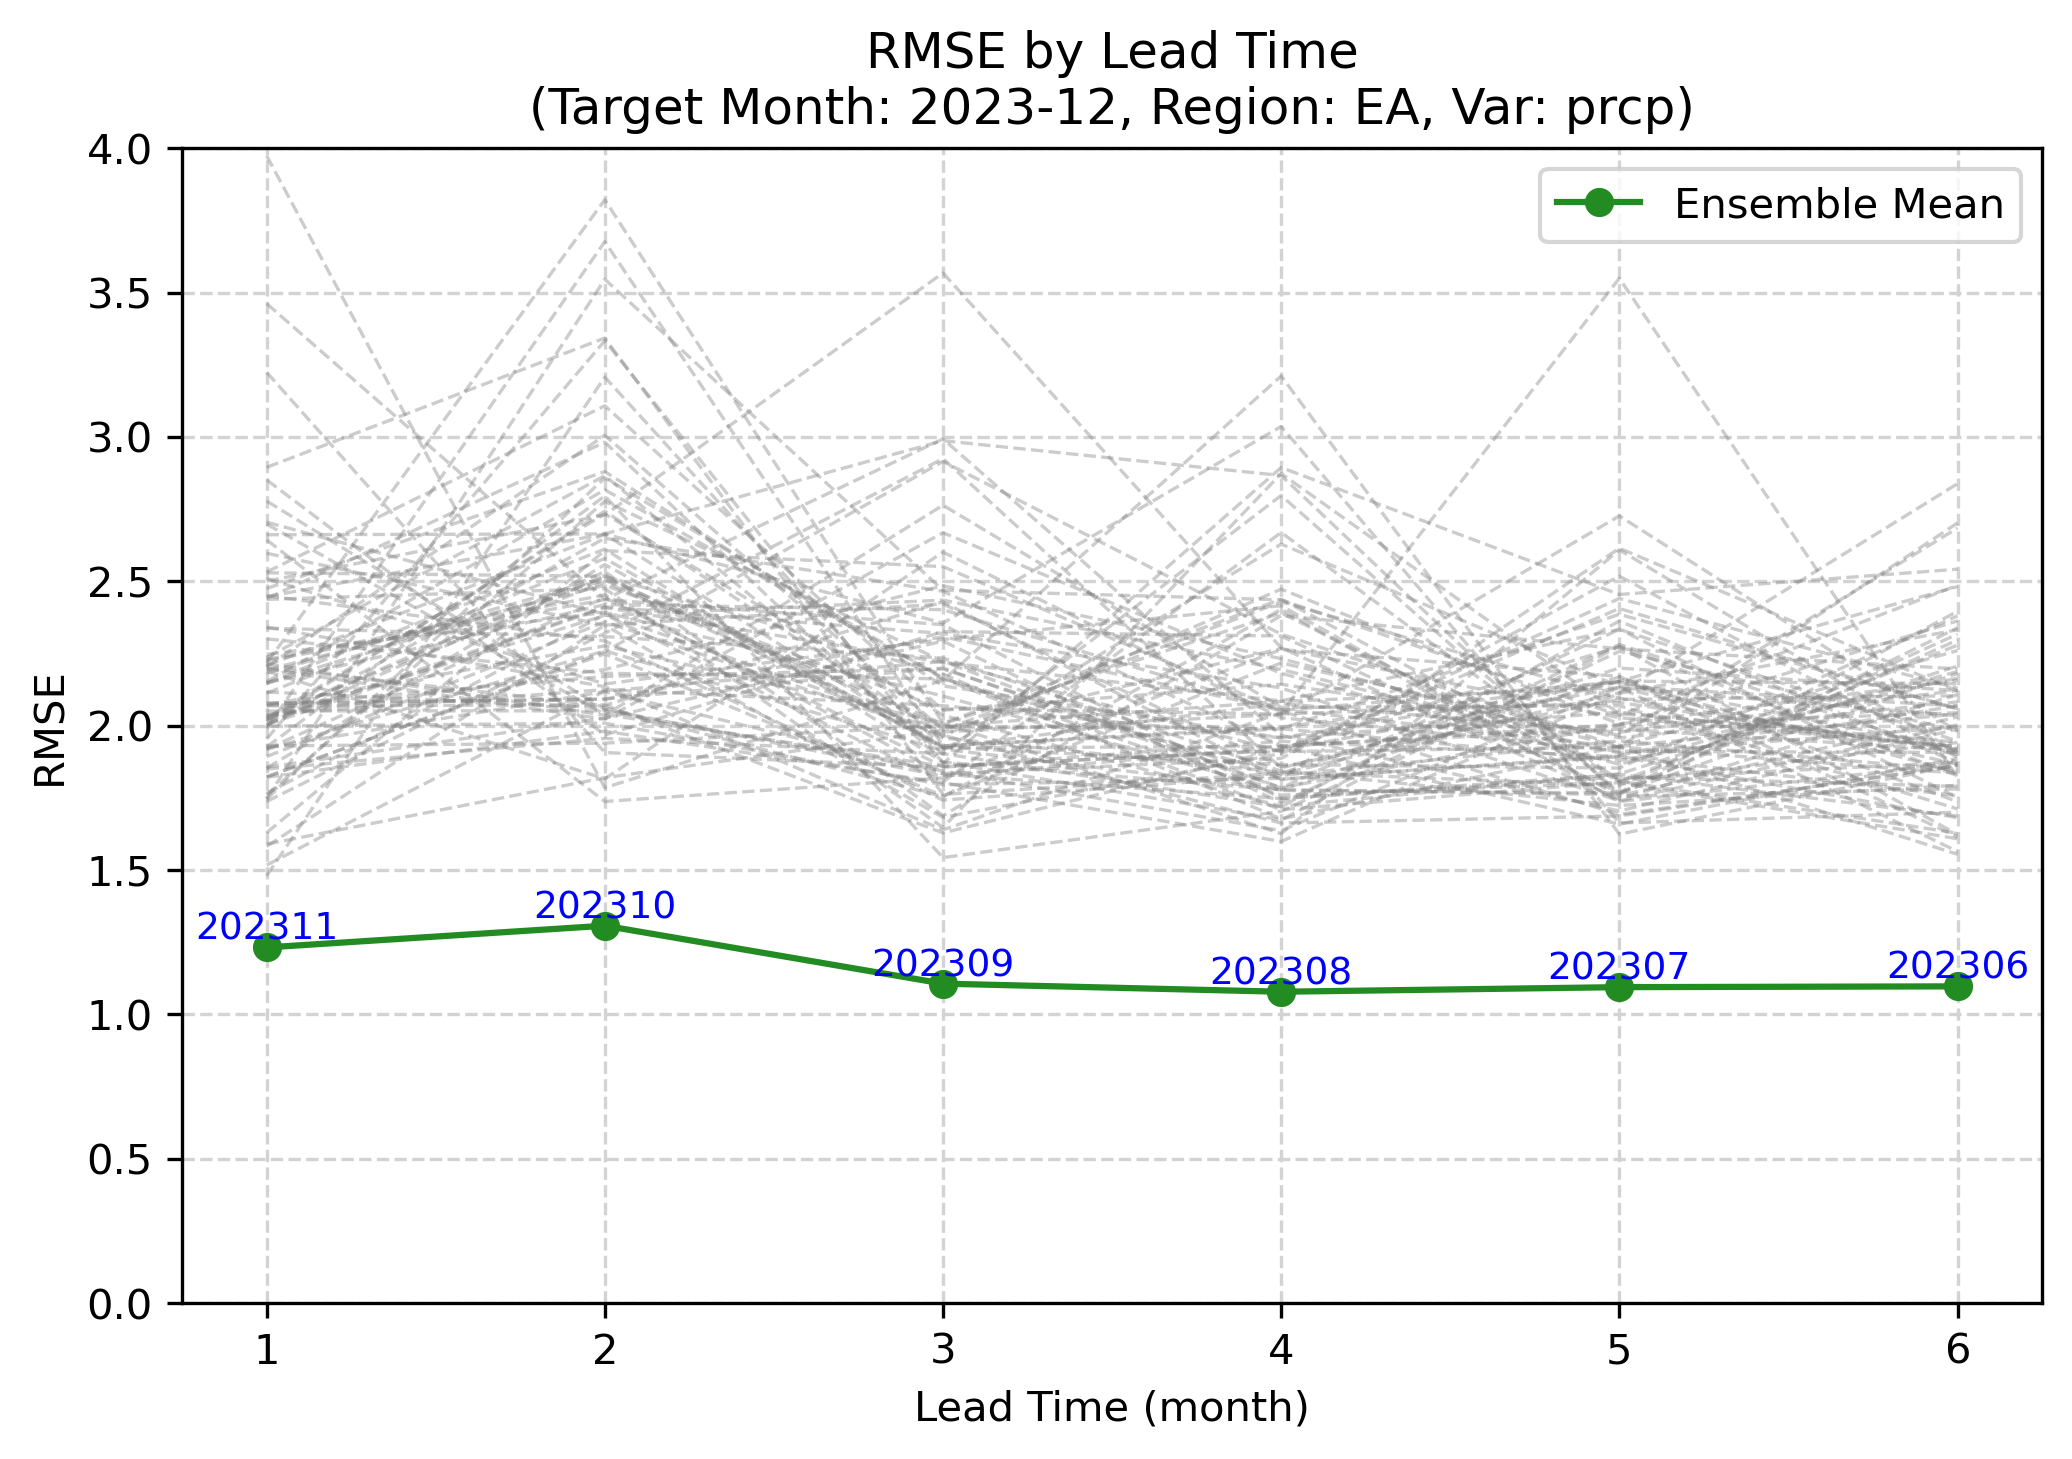 RMSE by Lead Time
(Target Month: 2023-12, Region: EA, Var: prcp)
Ensemble Mean
RMSE
4.0
3.5
3.0
2.5
2.0
1.5
1.0
0.5
0.0
202311
202310
202309
202308
202307
202306
1 2 3 4 5 6
Lead Time (month)